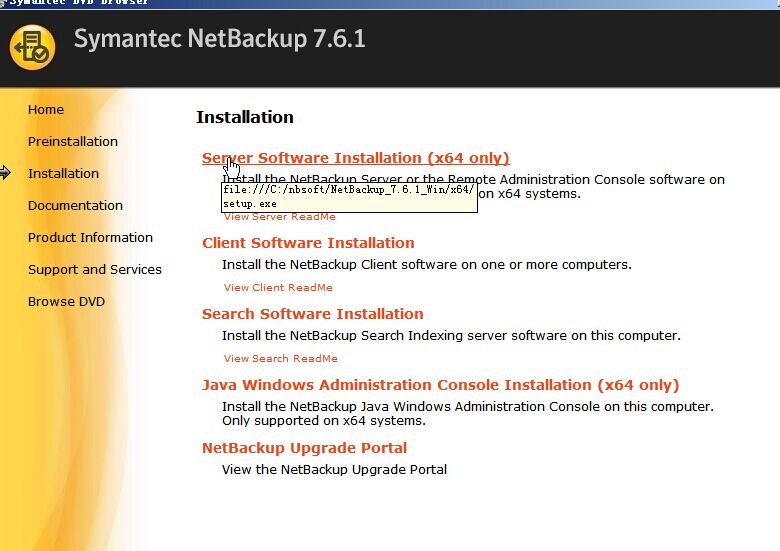 Symantec DVD Browser
Symantec NetBackup 7.6.1
Home
Preinstallation
Installation
Documentation
Product Information
Support and Services
Browse DVD
Installation
Server Software Installation (x64 only)
Install the NetBackup Server or the Remote Administration Console software on
on x64 systems.
file:///C:/nbsoft/NetBackup_7.6.1_Win/x64/
setup.exe
View Server ReadMe
Client Software Installation
Install the NetBackup Client software on one or more computers.
View Client ReadMe
Search Software Installation
Install the NetBackup Search Indexing server software on this computer.
View Search ReadMe
Java Windows Administration Console Installation (x64 only)
Install the NetBackup Java Windows Administration Console on this computer.
Only supported on x64 systems.
NetBackup Upgrade Portal
View the NetBackup Upgrade Portal